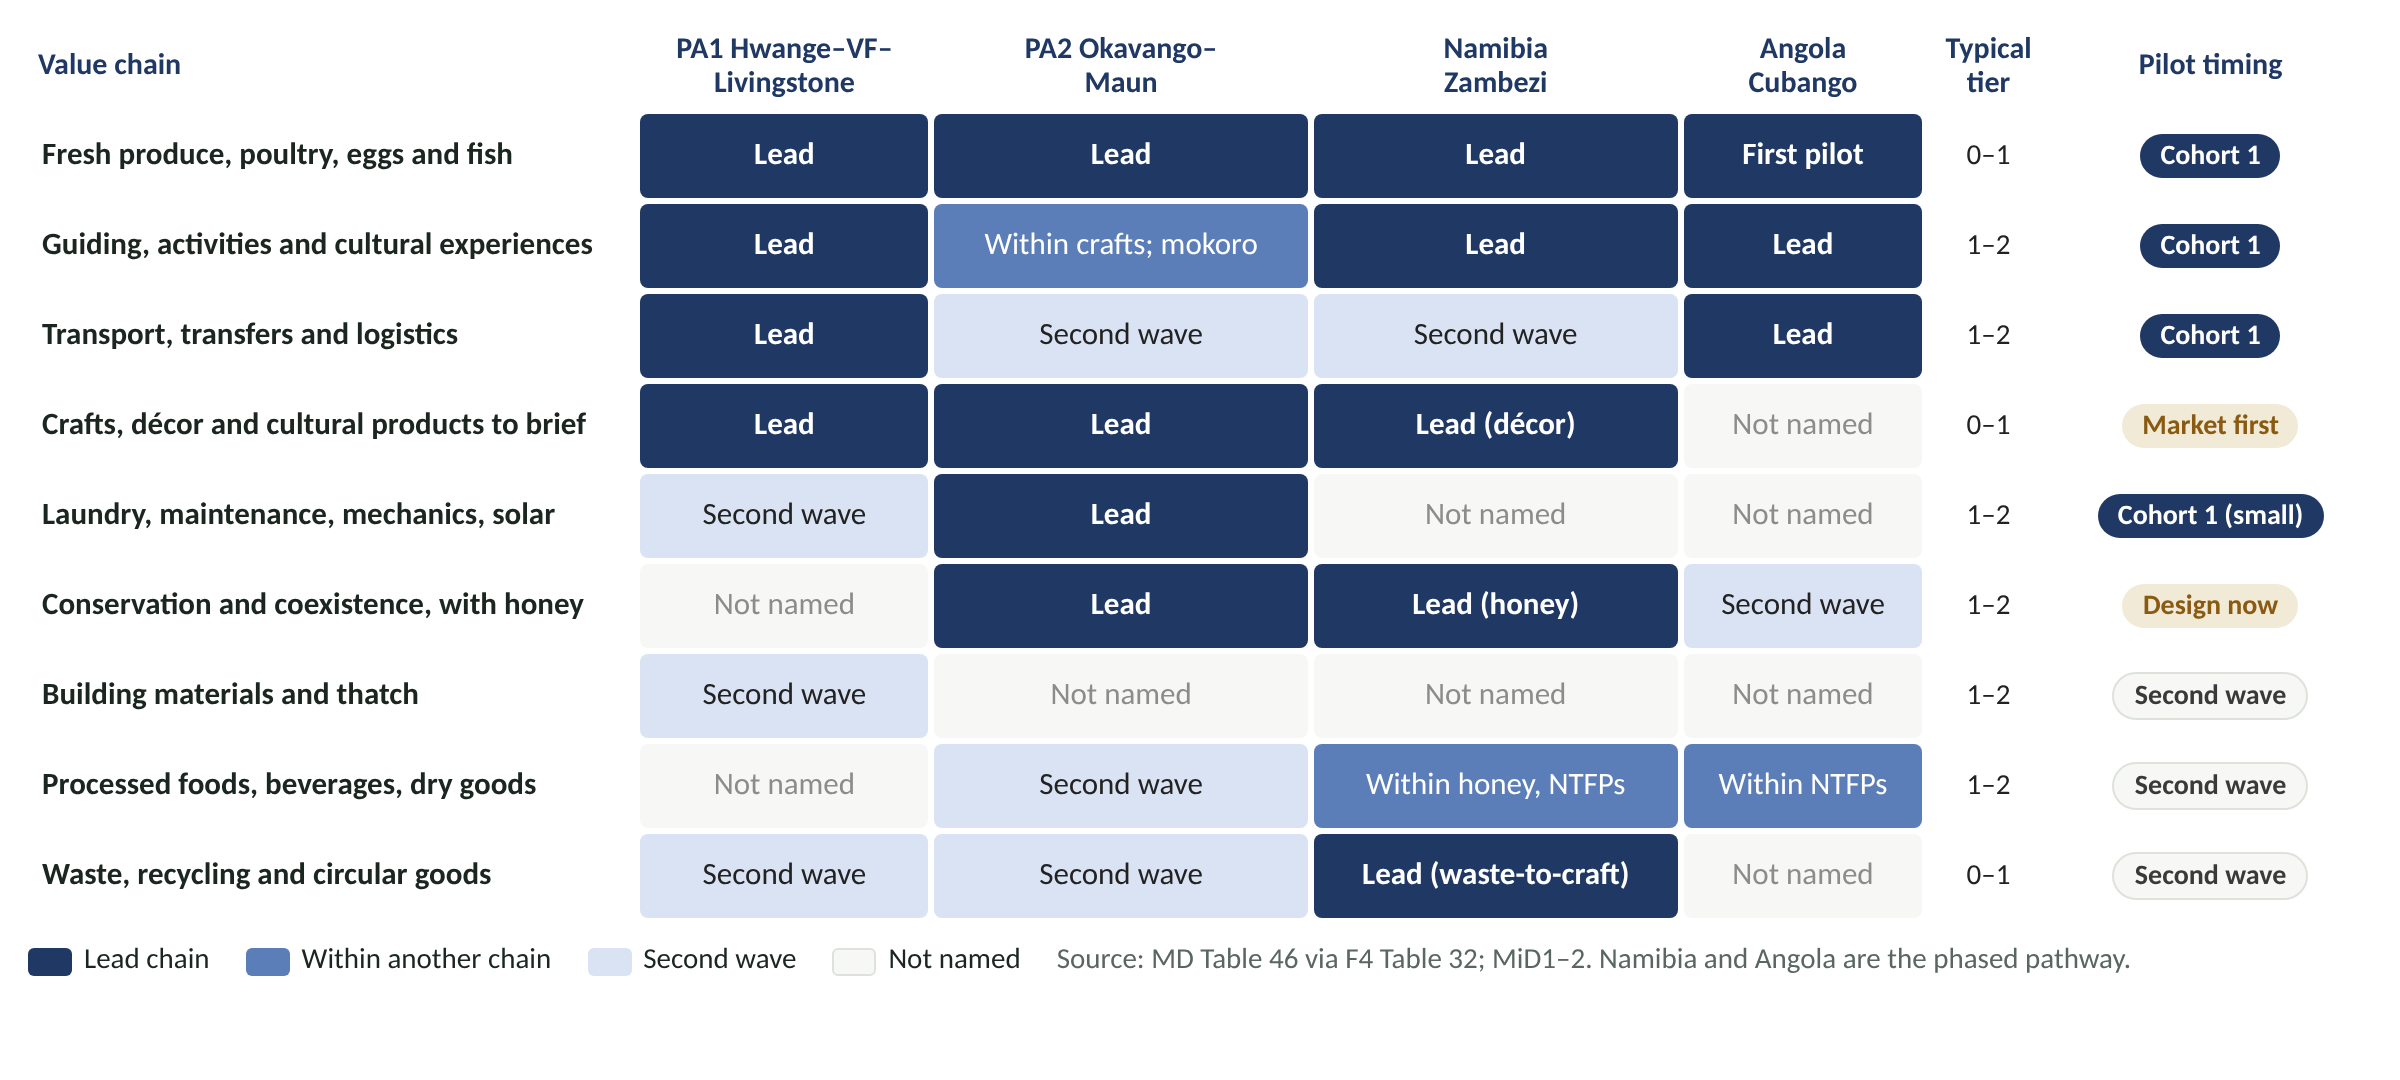 Value chain
PA1 Hwange–VF–
Livingstone
PA2 Okavango–
Maun
Namibia
Zambezi
Angola
Cubango
Typical
tier
Pilot timing
Fresh produce, poultry, eggs and fish
Lead
Lead
Lead
First pilot
0–1
Cohort 1
Guiding, activities and cultural experiences
Lead
Within crafts; mokoro
Lead
Lead
1–2
Cohort 1
Transport, transfers and logistics
Lead
Second wave
Second wave
Lead
1–2
Cohort 1
Crafts, décor and cultural products to brief
Lead
Lead
Lead (décor)
Not named
0–1
Market first
Laundry, maintenance, mechanics, solar
Second wave
Lead
Not named
Not named
1–2
Cohort 1 (small)
Conservation and coexistence, with honey
Not named
Lead
Lead (honey)
Second wave
1–2
Design now
Building materials and thatch
Second wave
Not named
Not named
Not named
1–2
Second wave
Processed foods, beverages, dry goods
Not named
Second wave
Within honey, NTFPs
Within NTFPs
1–2
Second wave
Waste, recycling and circular goods
Second wave
Second wave
Lead (waste-to-craft)
Not named
0–1
Second wave
Lead chain
Within another chain
Second wave
Not named
Source: MD Table 46 via F4 Table 32; MiD1–2. Namibia and Angola are the phased pathway.